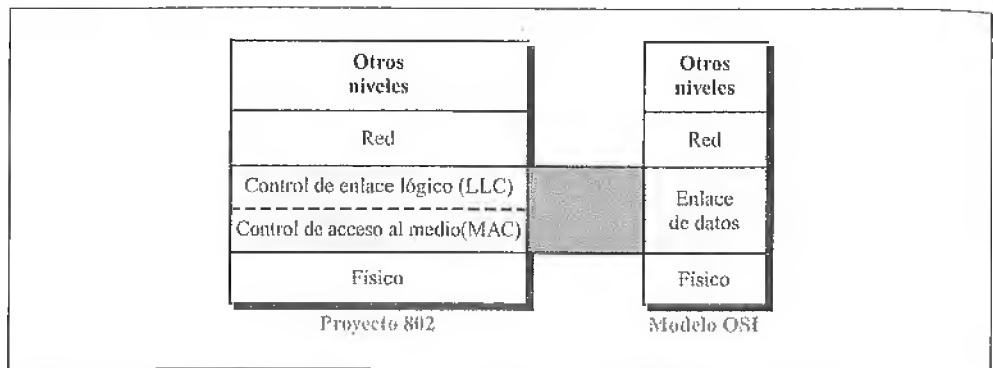 Otros
niveles
Red
Control de enlace lógico (LLC)
Control de acceso al medio(MAC)
Físico
Proyecto 802
Otros
niveles
Red
Enlace
de datos
Físico
Modelo OSI